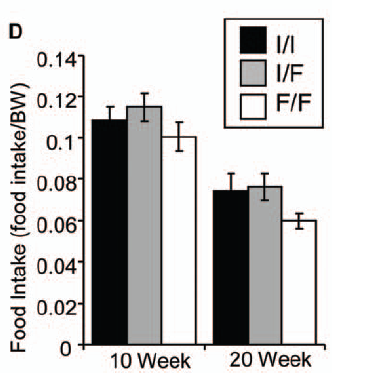 D
I/I
I/F
F/F
Food Intake (food intake/BW)
0.14
0.12
0.1
0.08
0.06
0.04
0.02
0
10 Week
20 Week